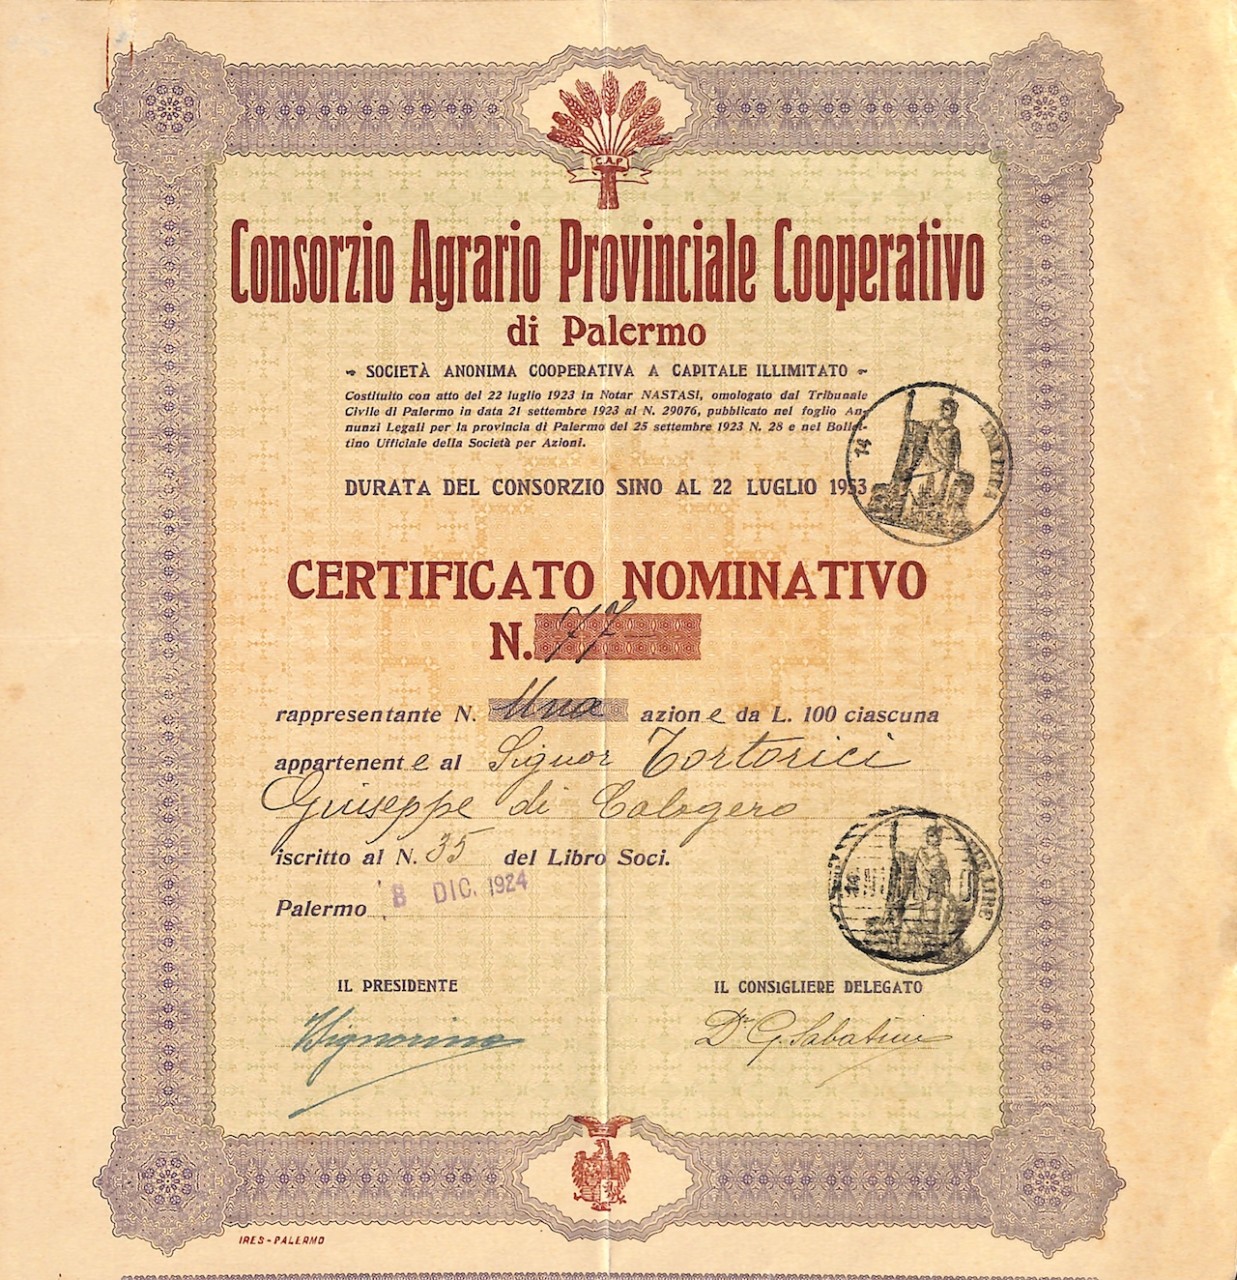 C.A.P.
Consorzio Agrario Provinciale Cooperativo
di Palermo
SOCIETÀ ANONIMA COOPERATIVA A CAPITALE ILLIMITATO
Costituito con atto del 22 luglio 1923 in Notar NASTASI, omologato dal Tribunale
Civile di Palermo in data 21 settembre 1923 al N. 29076, pubblicato nel foglio An-
nunzi Legali per la provincia di Palermo del 25 settembre 1923 N. 28 e nel Bollet-
tino Ufficiale della Società per Azioni.
DURATA DEL CONSORZIO SINO AL 22 LUGLIO 1953
14
CERTIFICATO NOMINATIVO
N. 77-
rappresentante N. Una azione da L. 100 ciascuna
appartenente al Signor Tortorici
Giuseppe di Calogero
iscritto al N. 35 del Libro Soci.
14 DUE LIRE
Palermo 8 DIC. 1924
IL PRESIDENTE IL CONSIGLIERE DELEGATO
Dr. G. Sabatini
IRES - PALERMO